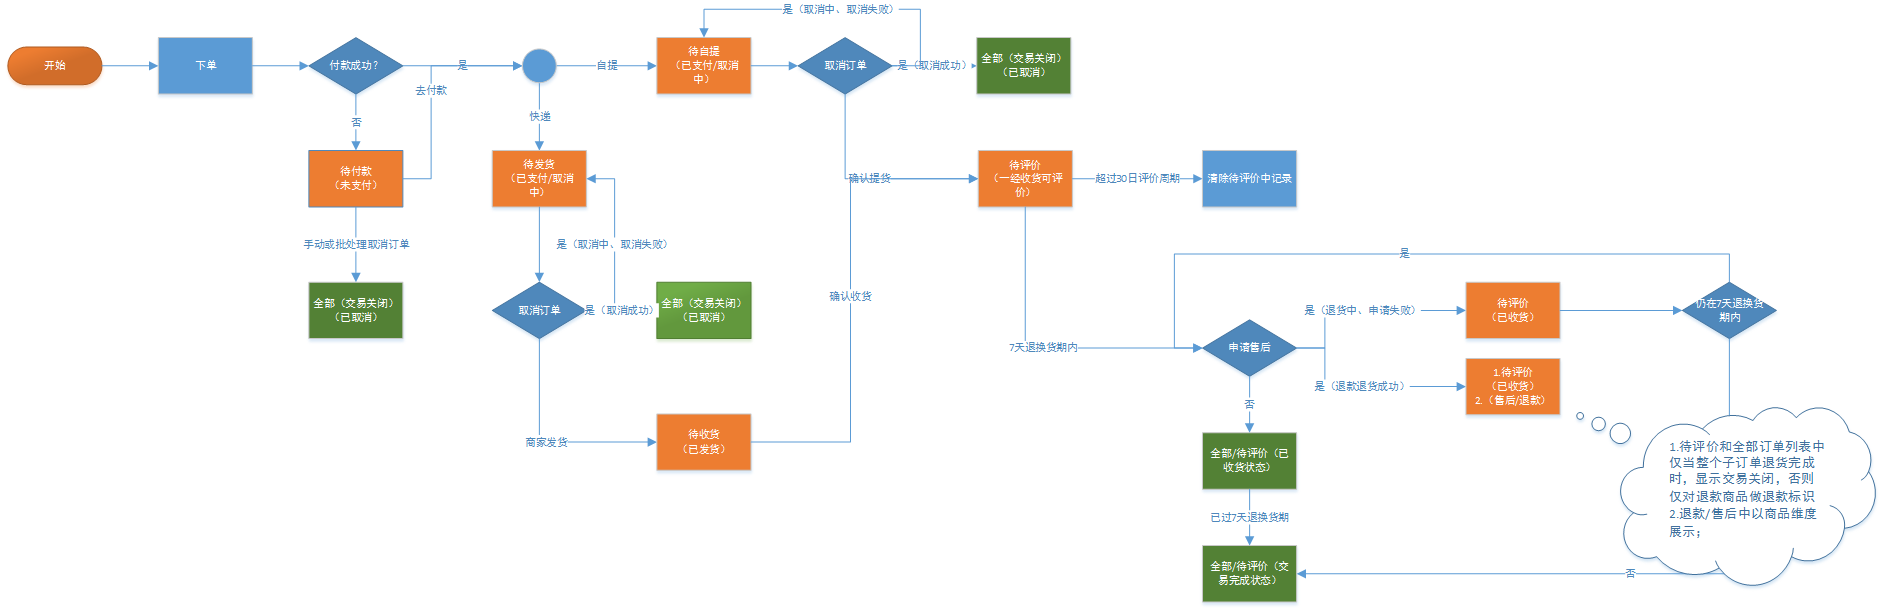 是（取消中、取消失败）
开始
下单
付款成功?
是
自提
待自提
（已支付/取消
中）
取消订单
是（取消成功）
全部（交易关闭）
（已取消）
去付款
否
快递
待付款
（未支付）
待发货
（已支付/取消
中）
确认提货
待评价
（一经收货可评
价）
超过30日评价周期
清除待评价中记录
手动或批处理取消订单
是（取消中、取消失败）
是
全部（交易关闭）
（已取消）
取消订单
是（取消成功）
全部（交易关闭）
（已取消）
确认收货
是（退货中、申请失败）
待评价
（已收货）
仍在7天退换货
期内
7天退换货期内
申请售后
是（退款退货成功）
1.待评价
（已收货）
2.（售后/退款）
否
商家发货
待收货
（已发货）
全部/待评价（已
收货状态）
1.待评价和全部订单列表中
仅当整个子订单退货完成
时，显示交易关闭，否则
仅对退款商品做退款标识
2.退款/售后中以商品维度
展示；
已过7天退换货期
全部/待评价（交
易完成状态）
否